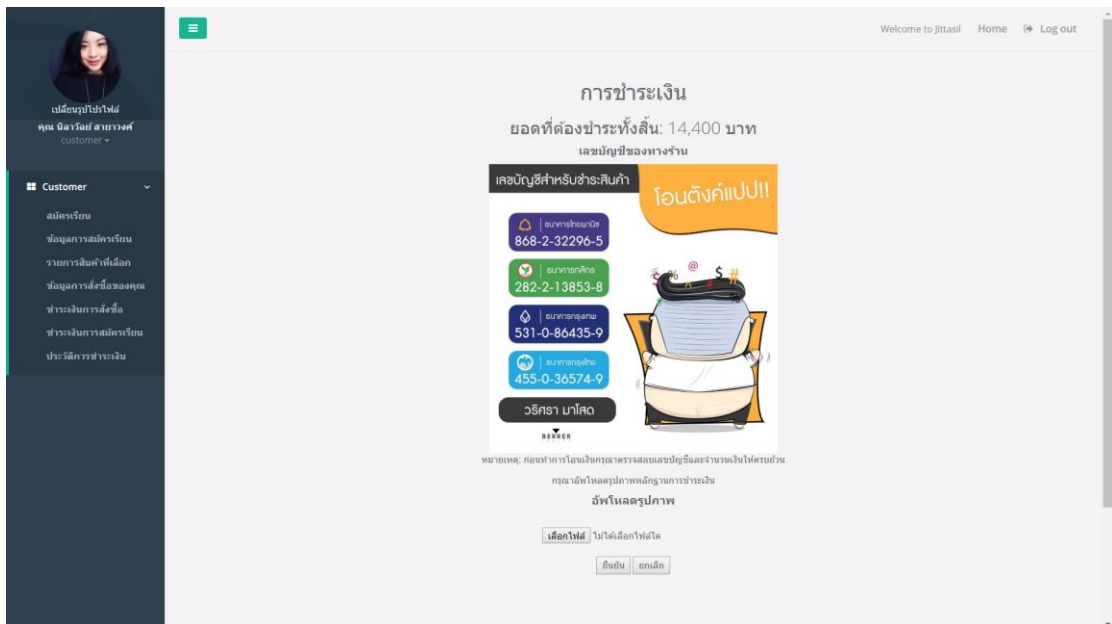 Welcome to Jittasil Home Log out
เปลี่ยนรูปโปรไฟล์
คุณ นิลาวัลย์ สายาวงศ์
customer
Customer
สมัครเรียน
ข้อมูลการสมัครเรียน
รายการสินค้าที่เลือก
ข้อมูลการสั่งซื้อของคุณ
ชำระเงินการสั่งซื้อ
ชำระเงินการสมัครเรียน
ประวัติการชำระเงิน
การชำระเงิน
ยอดที่ต้องชำระทั้งสิ้น: 14,400 บาท
เลขบัญชีของทางร้าน
เลขบัญชีสำหรับชำระสินค้า
โอนตังค์แปป!!
ธนาคารไทยพานิช
868-2-32296-5
ธนาคารกสิกร
282-2-13853-8
ธนาคารกรุงเทพ
531-0-86435-9
ธนาคารกรุงไทย
455-0-36574-9
วริศรา มาโสด
BERRER
$ % @ $ #
หมายเหตุ: ก่อนทำการโอนเงินกรุณาตรวจสอบเลขบัญชีและจำนวนเงินให้ครบถ้วน
กรุณาอัพโหลดรูปภาพหลักฐานการชำระเงิน
อัพโหลดรูปภาพ
เลือกไฟล์ ไม่ได้เลือกไฟล์ใด
ยืนยัน ยกเลิก